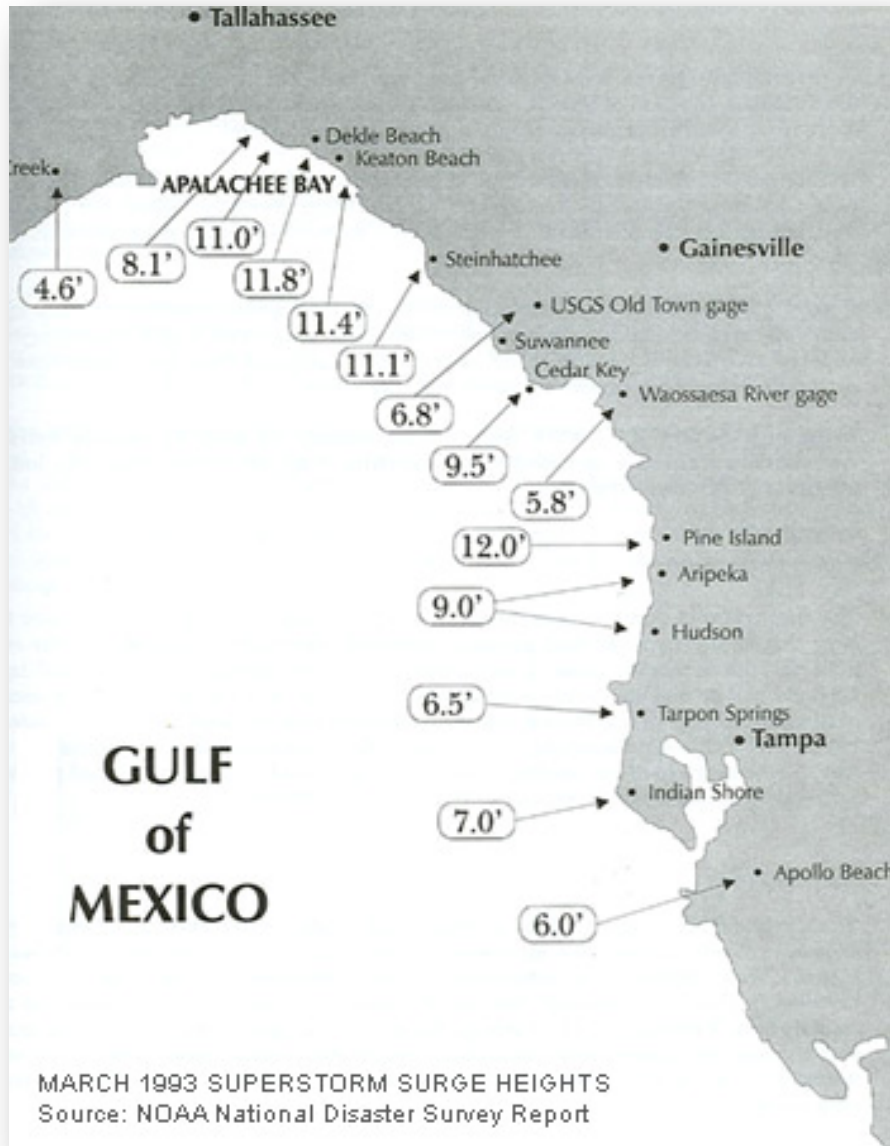 Tallahassee
Dekle Beach
Creek
Keaton Beach
APALACHEE BAY
11.0’
8.1’
4.6’
11.8’
11.4’
11.1’
Steinhatchee
Gainesville
USGS Old Town gage
Suwannee
Cedar Key
6.8’
Waossaesa River gage
9.5’
5.8’
12.0’
Pine Island
Aripeka
9.0’
Hudson
6.5’
Tarpon Springs
Tampa
GULF
of
MEXICO
Indian Shore
7.0’
Apollo Beach
6.0’
MARCH 1993 SUPERSTORM SURGE HEIGHTS
Source: NOAA National Disaster Survey Report